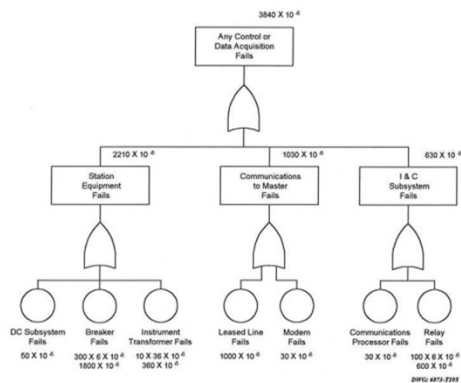 3840 X 10⁻⁶
Any Control or
Data Acquisition
Fails
2210 X 10⁻⁶
1030 X 10⁻⁶
630 X 10⁻⁶
Station
Equipment
Fails
Communications
to Master
Fails
I & C
Subsystem
Fails
DC Subsystem
Fails
50 X 10⁻⁶
Breaker
Fails
300 X 6 X 10⁻⁶
1800 X 10⁻⁶
Instrument
Transformer Fails
10 X 36 X 10⁻⁶
360 X 10⁻⁶
Leased Line
Fails
1000 X 10⁻⁶
Modem
Fails
30 X 10⁻⁶
Communications
Processor Fails
30 X 10⁻⁶
Relay
Fails
100 X 6 X 10⁻⁶
600 X 10⁻⁶